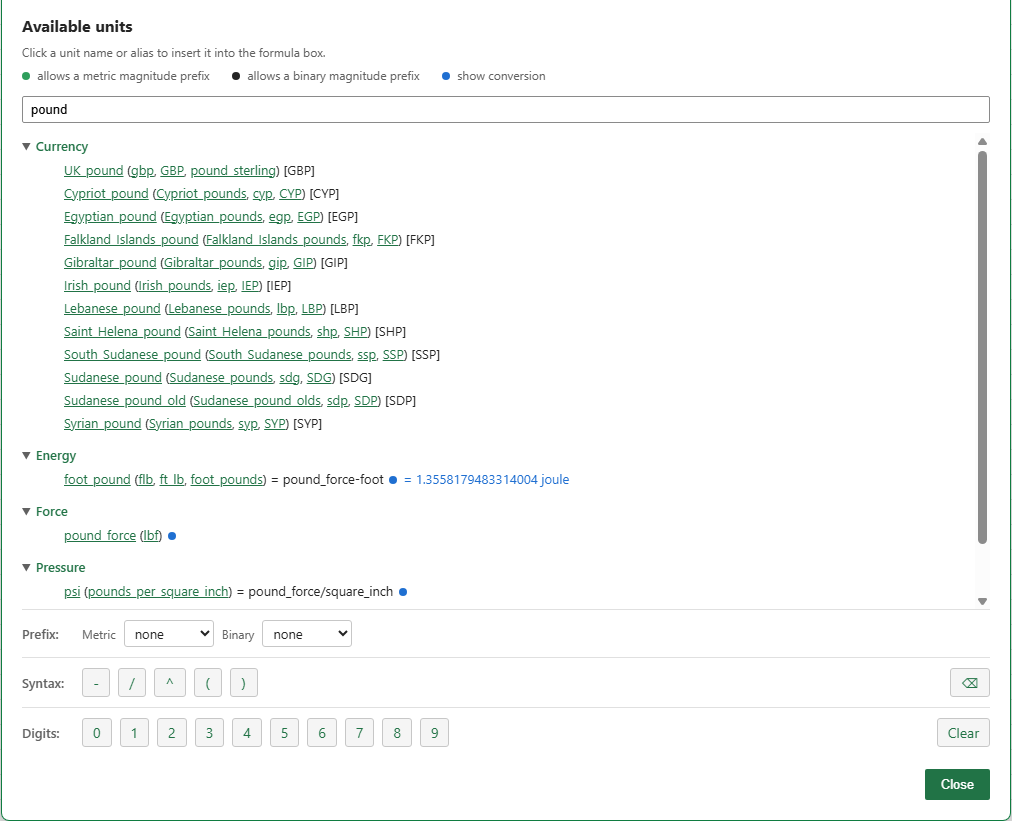 Available units
Click a unit name or alias to insert it into the formula box.
allows a metric magnitude prefix allows a binary magnitude prefix show conversion
pound
Currency
UK_pound (gbp, GBP, pound_sterling) [GBP]
Cypriot_pound (Cypriot_pounds, cyp, CYP) [CYP]
Egyptian_pound (Egyptian_pounds, egp, EGP) [EGP]
Falkland_Islands_pound (Falkland_Islands_pounds, fkp, FKP) [FKP]
Gibraltar_pound (Gibraltar_pounds, gip, GIP) [GIP]
Irish_pound (Irish_pounds, iep, IEP) [IEP]
Lebanese_pound (Lebanese_pounds, lbp, LBP) [LBP]
Saint_Helena_pound (Saint_Helena_pounds, shp, SHP) [SHP]
South_Sudanese_pound (South_Sudanese_pounds, ssp, SSP) [SSP]
Sudanese_pound (Sudanese_pounds, sdg, SDG) [SDG]
Sudanese_pound_old (Sudanese_pound_olds, sdp, SDP) [SDP]
Syrian_pound (Syrian_pounds, syp, SYP) [SYP]
Energy
foot_pound (flb, ft_lb, foot_pounds) = pound_force-foot = 1.3558179483314004 joule
Force
pound_force (lbf)
Pressure
psi (pounds_per_square_inch) = pound_force/square_inch
Prefix: Metric none Binary none
Syntax: - / ^ ( ) ⌫
Digits: 0 1 2 3 4 5 6 7 8 9 Clear
Close